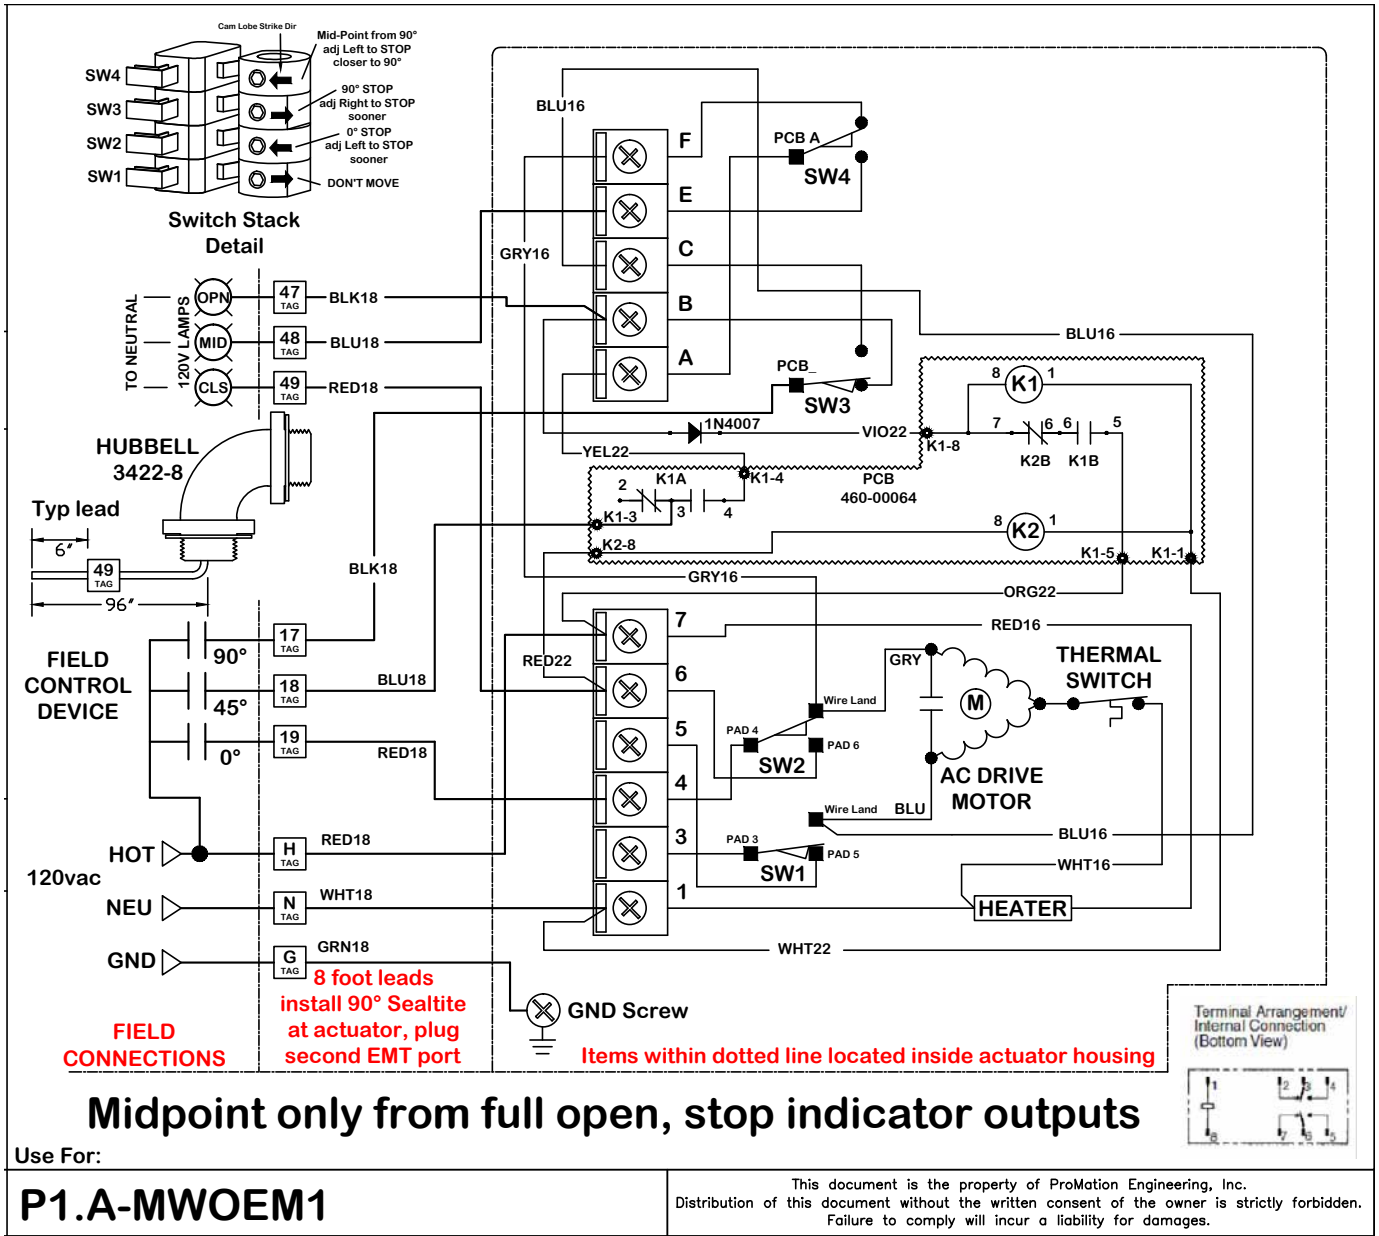 Cam Lobe Strike Dir
Mid-Point from 90°
adj Left to STOP
closer to 90°
90° STOP
adj Right to STOP
sooner
0° STOP
adj Left to STOP
sooner
DON'T MOVE
SW4
SW3
SW2
SW1
Switch Stack
Detail
TO NEUTRAL
120V LAMPS
OPN
47
TAG
BLK18
MID
48
TAG
BLU18
CLS
49
TAG
RED18
HUBBELL
3422-8
Typ lead
6"
49
TAG
96"
BLK18
FIELD
CONTROL
DEVICE
90°
17
TAG
45°
18
TAG
BLU18
0°
19
TAG
RED18
HOT
120vac
H
TAG
RED18
NEU
N
TAG
WHT18
GND
G
TAG
GRN18
8 foot leads
install 90° Sealtite
at actuator, plug
second EMT port
FIELD
CONNECTIONS
BLU16
GRY16
F
E
C
B
A
PCB A
SW4
PCB_
SW3
BLU16
1N4007
VIO22
YEL22
K1-8
8
K1
1
7
6
6
5
K2B
K1B
K1A
2
3
4
K1-4
PCB
460-00064
K1-3
K2-8
8
K2
1
K1-5
K1-1
GRY16
ORG22
RED16
RED22
7
6
5
4
3
1
GRY
Wire Land
PAD 4
PAD 6
SW2
M
AC DRIVE
MOTOR
THERMAL
SWITCH
Wire Land
BLU
PAD 3
PAD 5
SW1
BLU16
WHT16
HEATER
WHT22
GND Screw
Items within dotted line located inside actuator housing
Terminal Arrangement/
Internal Connection
(Bottom View)
1
2
3
4
8
7
6
5
Midpoint only from full open, stop indicator outputs
Use For:
P1.A-MWOEM1
This document is the property of ProMation Engineering, Inc.
Distribution of this document without the written consent of the owner is strictly forbidden.
Failure to comply will incur a liability for damages.